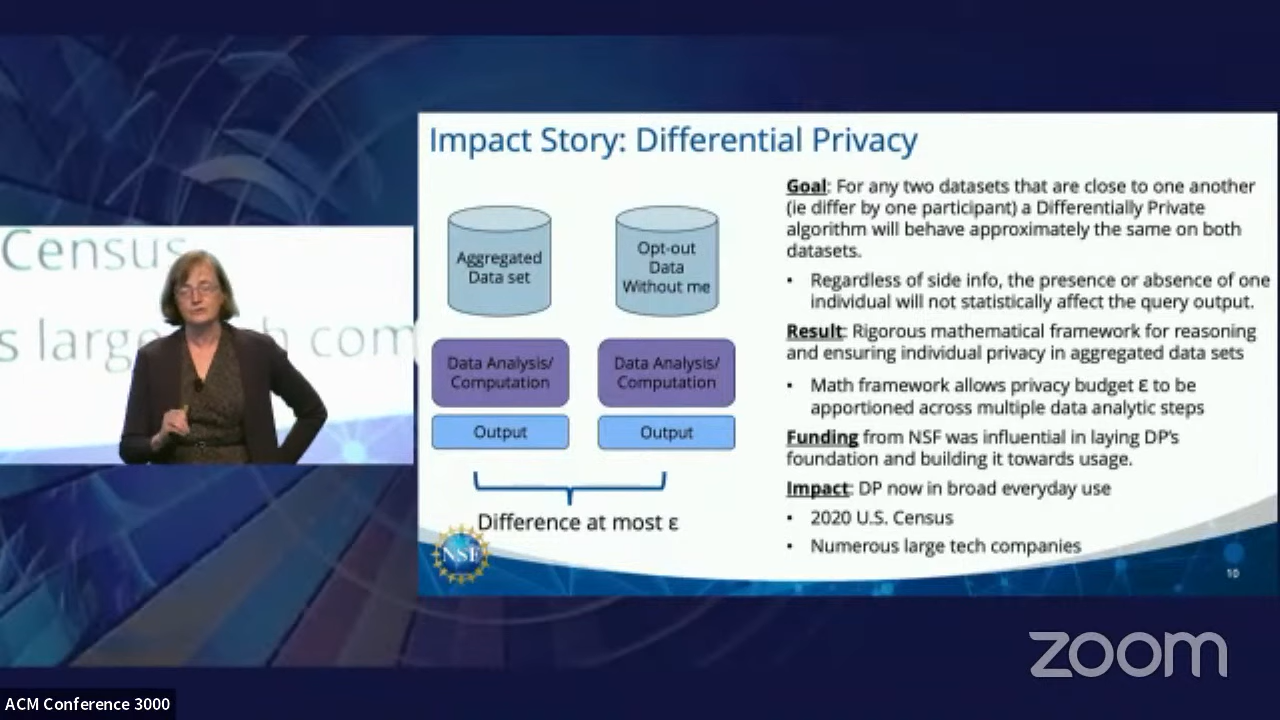 Impact Story: Differential Privacy
Aggregated
Data set
Opt-out
Data
Without me
Data Analysis/
Computation
Data Analysis/
Computation
Output
Output
Difference at most ε
NSF
Goal: For any two datasets that are close to one another
(ie differ by one participant) a Differentially Private
algorithm will behave approximately the same on both
datasets.
• Regardless of side info, the presence or absence of one
individual will not statistically affect the query output.
Result: Rigorous mathematical framework for reasoning
and ensuring individual privacy in aggregated data sets
• Math framework allows privacy budget Ɛ to be
apportioned across multiple data analytic steps
Funding from NSF was influential in laying DP's
foundation and building it towards usage.
Impact: DP now in broad everyday use
• 2020 U.S. Census
• Numerous large tech companies
10
Census
s large
com
zoom
ACM Conference 3000